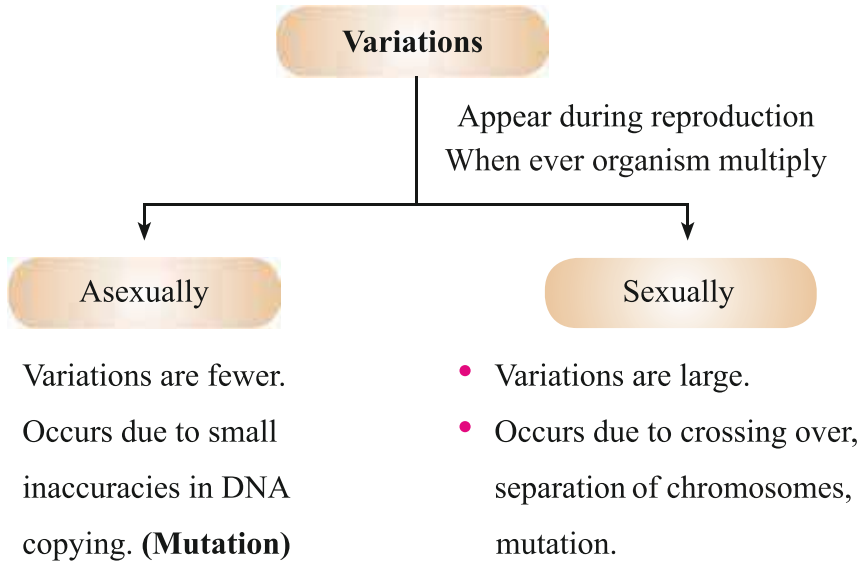 Variations
Appear during reproduction
When ever organism multiply
Asexually
Variations are fewer.
Occurs due to small
inaccuracies in DNA
copying. (Mutation)
Sexually
• Variations are large.
• Occurs due to crossing over,
separation of chromosomes,
mutation.